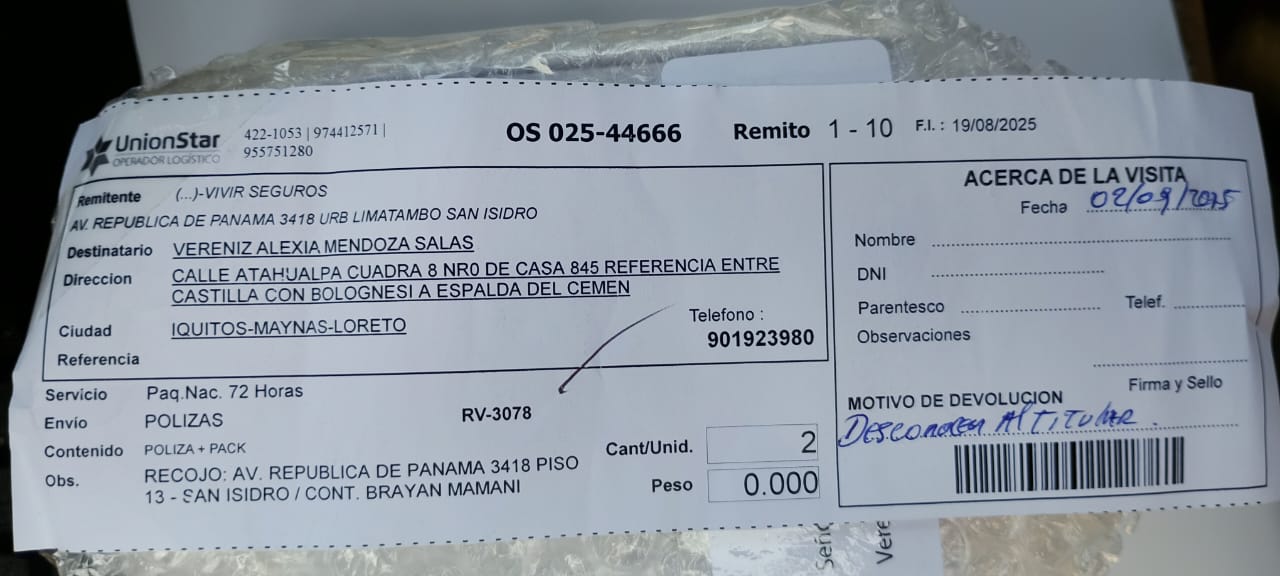 UnionStar
OPERADOR LOGÍSTICO
422-1053 | 974412571 |
955751280
OS 025-44666
Remito 1 - 10
F.I. : 19/08/2025
Remitente (...)-VIVIR SEGUROS
AV. REPUBLICA DE PANAMA 3418 URB LIMATAMBO SAN ISIDRO
Destinatario VERENIZ ALEXIA MENDOZA SALAS
Direccion CALLE ATAHUALPA CUADRA 8 NR0 DE CASA 845 REFERENCIA ENTRE
CASTILLA CON BOLOGNESI A ESPALDA DEL CEMEN
Ciudad IQUITOS-MAYNAS-LORETO
Telefono :
901923980
Referencia
Servicio Paq.Nac. 72 Horas
Envío POLIZAS
RV-3078
Contenido POLIZA + PACK
Cant/Unid. 2
Obs. RECOJO: AV. REPUBLICA DE PANAMA 3418 PISO
13 - SAN ISIDRO / CONT. BRAYAN MAMANI
Peso 0.000
ACERCA DE LA VISITA
Fecha 02/09/2025
Nombre
DNI
Parentesco Telef.
Observaciones
Firma y Sello
MOTIVO DE DEVOLUCION
Desconocen Al Titular.
Seño
Vere